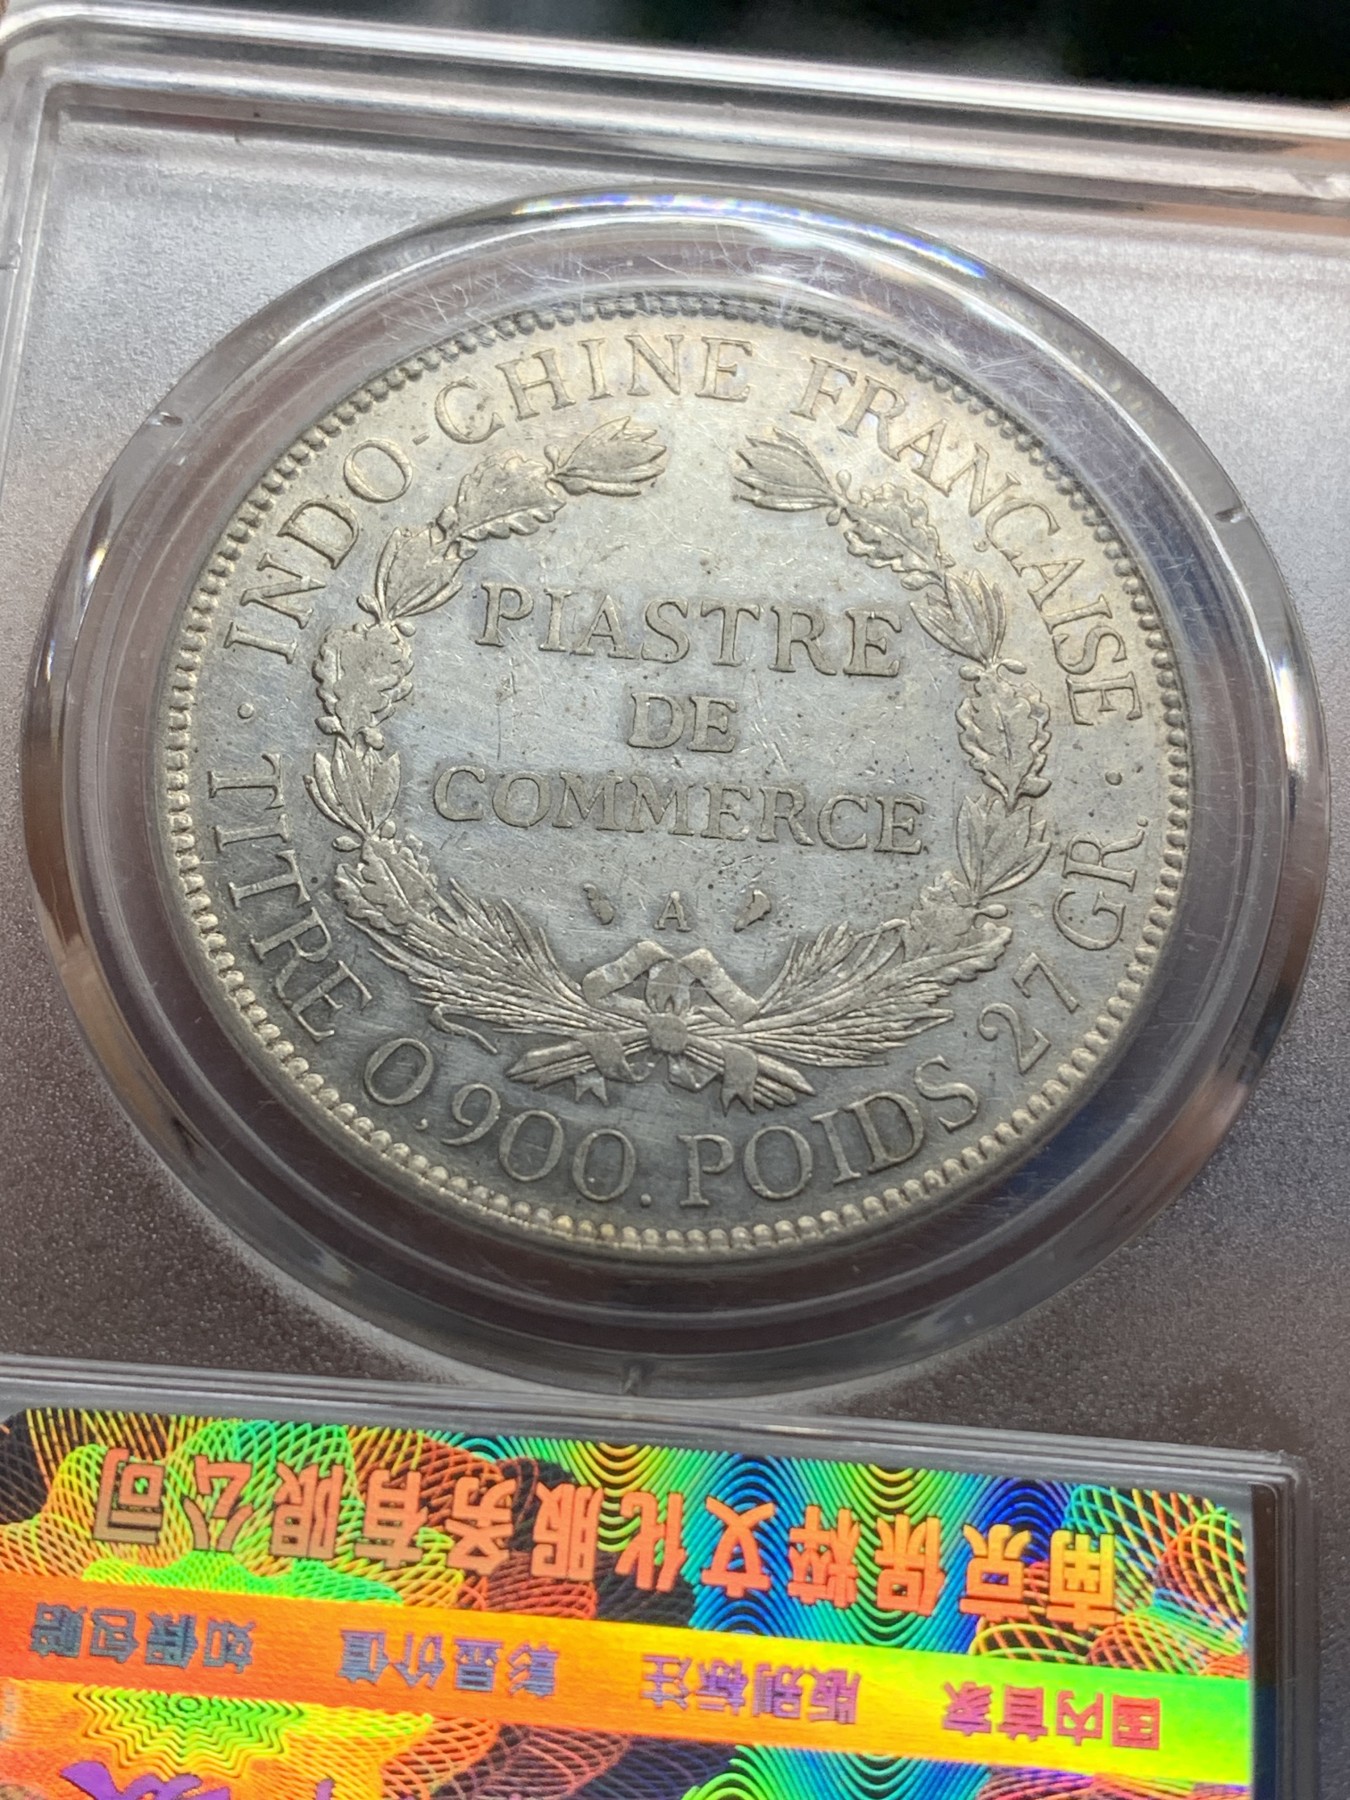 · INDO-CHINE FRANÇAISE ·
PIASTRE
DE
COMMERCE
A
TITRE 0.900. POIDS 27 GR.
南京保粹文化服务有限公司
国内首家 版别标注 彰显价值 如假包赔